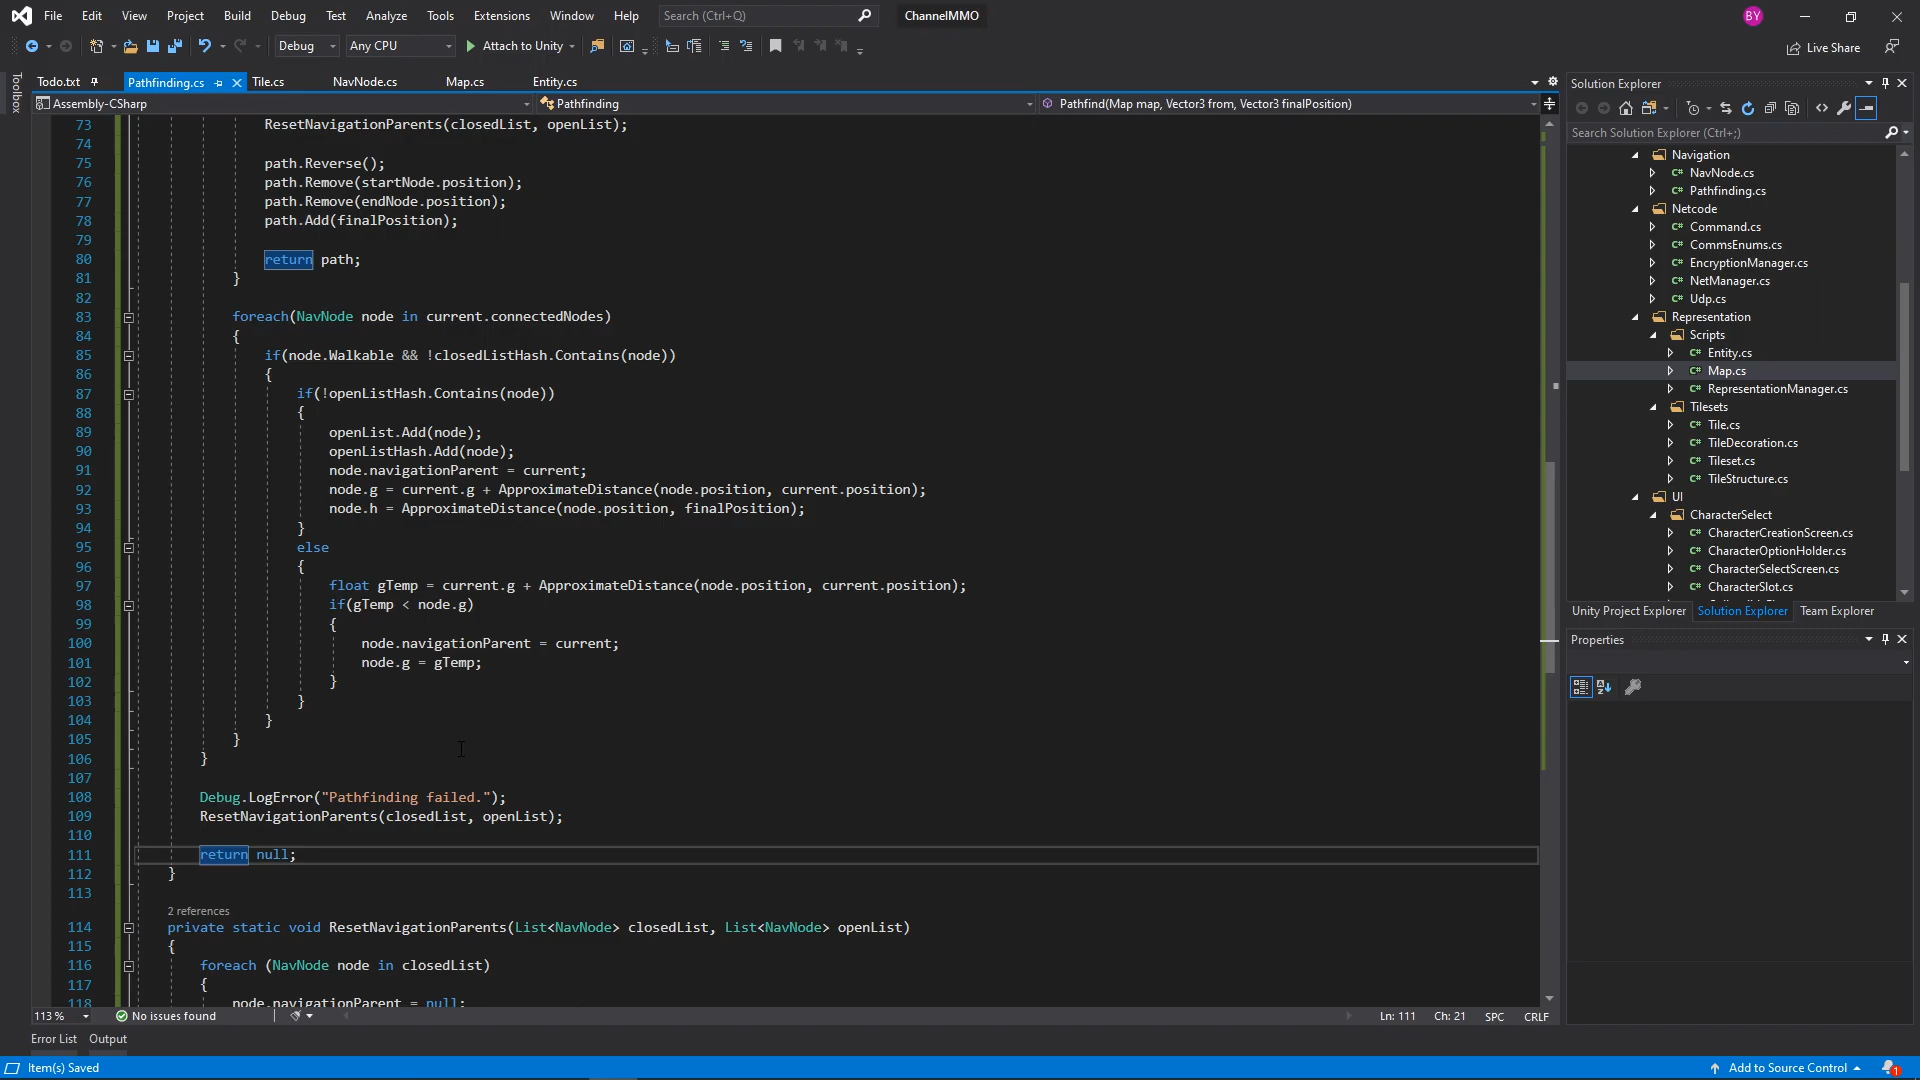 File Edit View Project Build Debug Test Analyze Tools Extensions Window Help Search (Ctrl+Q) ChannelMMO BY
Debug Any CPU Attach to Unity Live Share
Toolbox
Todo.txt Pathfinding.cs Tile.cs NavNode.cs Map.cs Entity.cs
Assembly-CSharp Pathfinding Pathfind(Map map, Vector3 from, Vector3 finalPosition)
73 ResetNavigationParents(closedList, openList);
74
75 path.Reverse();
76 path.Remove(startNode.position);
77 path.Remove(endNode.position);
78 path.Add(finalPosition);
79
80 return path;
81 }
82
83 foreach(NavNode node in current.connectedNodes)
84 {
85 if(node.Walkable && !closedListHash.Contains(node))
86 {
87 if(!openListHash.Contains(node))
88 {
89 openList.Add(node);
90 openListHash.Add(node);
91 node.navigationParent = current;
92 node.g = current.g + ApproximateDistance(node.position, current.position);
93 node.h = ApproximateDistance(node.position, finalPosition);
94 }
95 else
96 {
97 float gTemp = current.g + ApproximateDistance(node.position, current.position);
98 if(gTemp < node.g)
99 {
100 node.navigationParent = current;
101 node.g = gTemp;
102 }
103 }
104 }
105 }
106 }
107
108 Debug.LogError("Pathfinding failed.");
109 ResetNavigationParents(closedList, openList);
110
111 return null;
112 }
113
2 references
114 private static void ResetNavigationParents(List<NavNode> closedList, List<NavNode> openList)
115 {
116 foreach (NavNode node in closedList)
117 {
118 node.navigationParent = null;
113 % No issues found Ln: 111 Ch: 21 SPC CRLF
Error List Output
Item(s) Saved Add to Source Control 1
Solution Explorer
Search Solution Explorer (Ctrl+;)
Navigation
C# NavNode.cs
C# Pathfinding.cs
Netcode
C# Command.cs
C# CommsEnums.cs
C# EncryptionManager.cs
C# NetManager.cs
C# Udp.cs
Representation
Scripts
C# Entity.cs
C# Map.cs
C# RepresentationManager.cs
Tilesets
C# Tile.cs
C# TileDecoration.cs
C# Tileset.cs
C# TileStructure.cs
UI
CharacterSelect
C# CharacterCreationScreen.cs
C# CharacterOptionHolder.cs
C# CharacterSelectScreen.cs
C# CharacterSlot.cs
Unity Project Explorer Solution Explorer Team Explorer
Properties